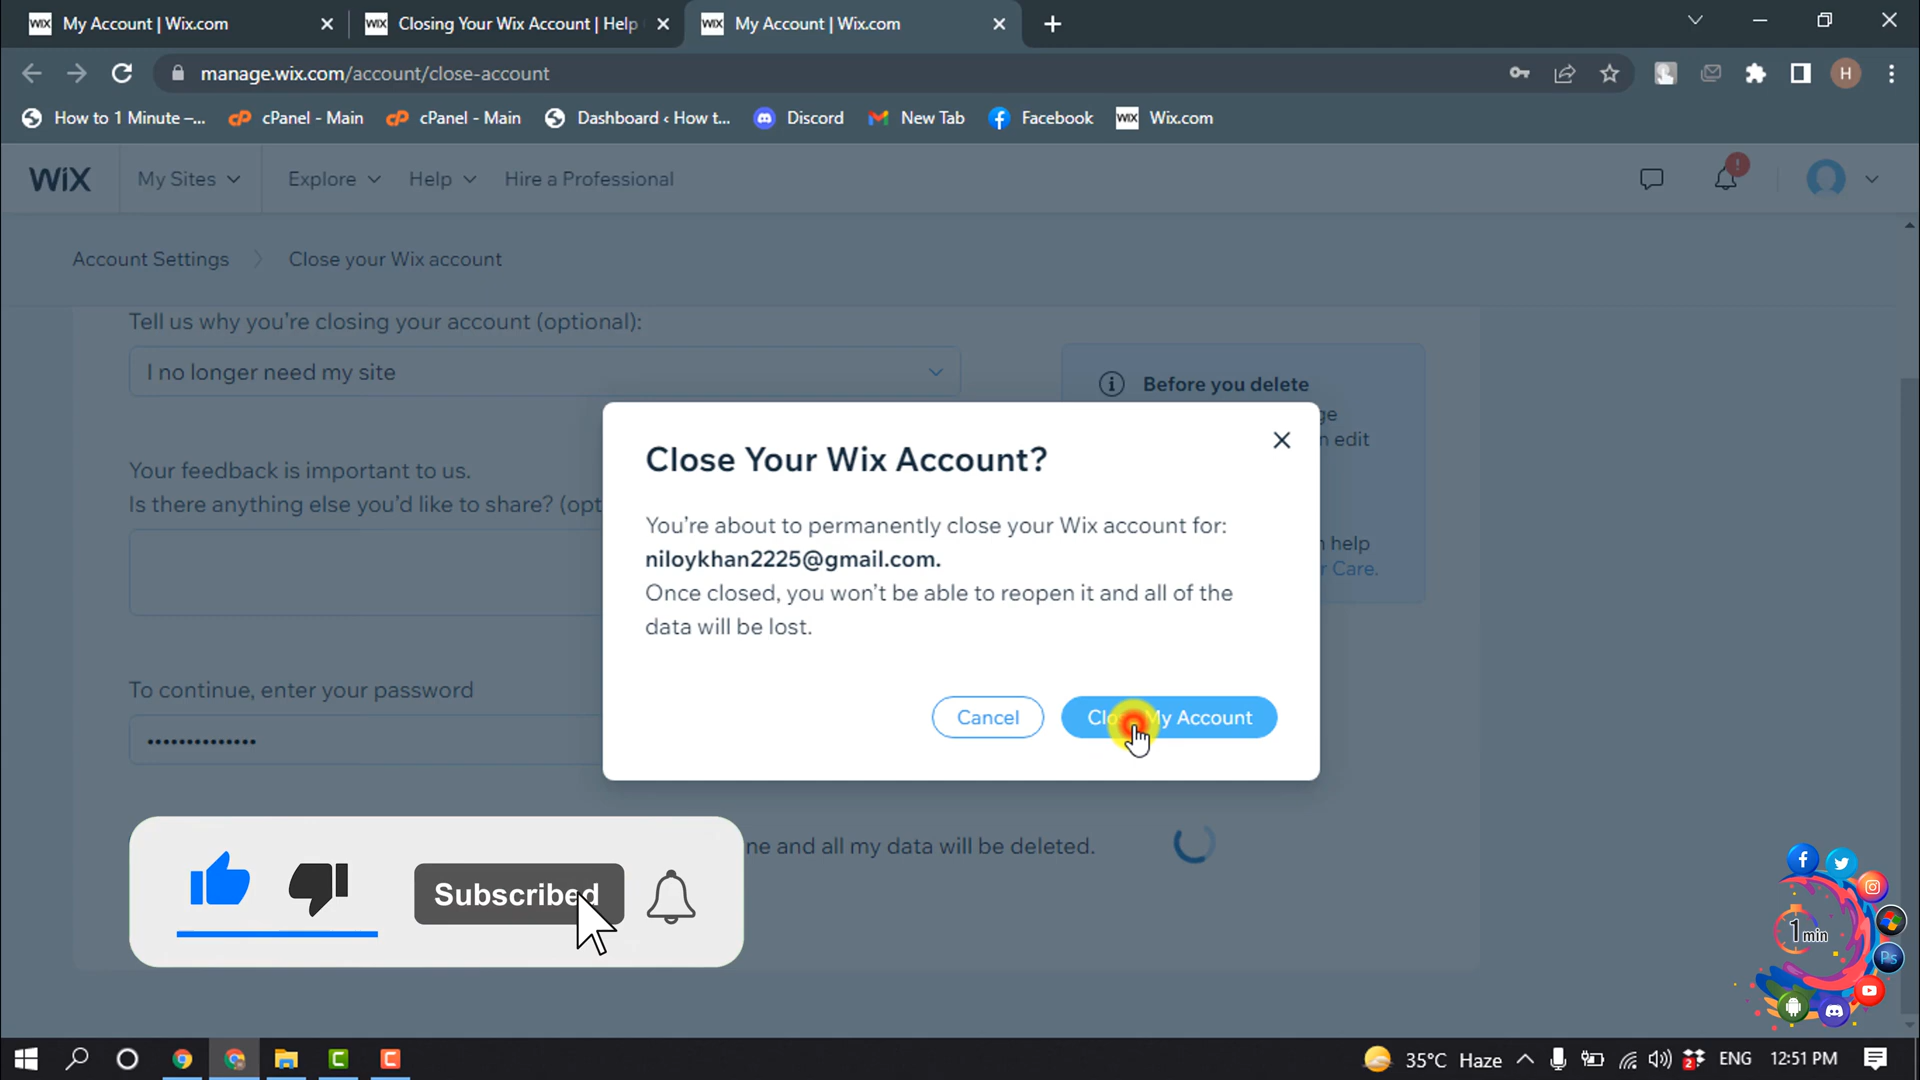 My Account | Wix.com
Closing Your Wix Account | Help
My Account | Wix.com
manage.wix.com/account/close-account
H
How to 1 Minute –...
cPanel - Main
cPanel - Main
Dashboard ‹ How t...
Discord
New Tab
Facebook
Wix.com
WiX
My Sites
Explore
Help
Hire a Professional
Account Settings
Close your Wix account
Tell us why you're closing your account (optional):
I no longer need my site
Before you delete
n edit
Your feedback is important to us.
Is there anything else you'd like to share? (opt
help
r Care.
Close Your Wix Account?
You're about to permanently close your Wix account for:
niloykhan2225@gmail.com.
Once closed, you won't be able to reopen it and all of the
data will be lost.
Cancel
My Account
To continue, enter your password
ne and all my data will be deleted.
Subscribed
1 min
Ps
35°C Haze
ENG
12:51 PM